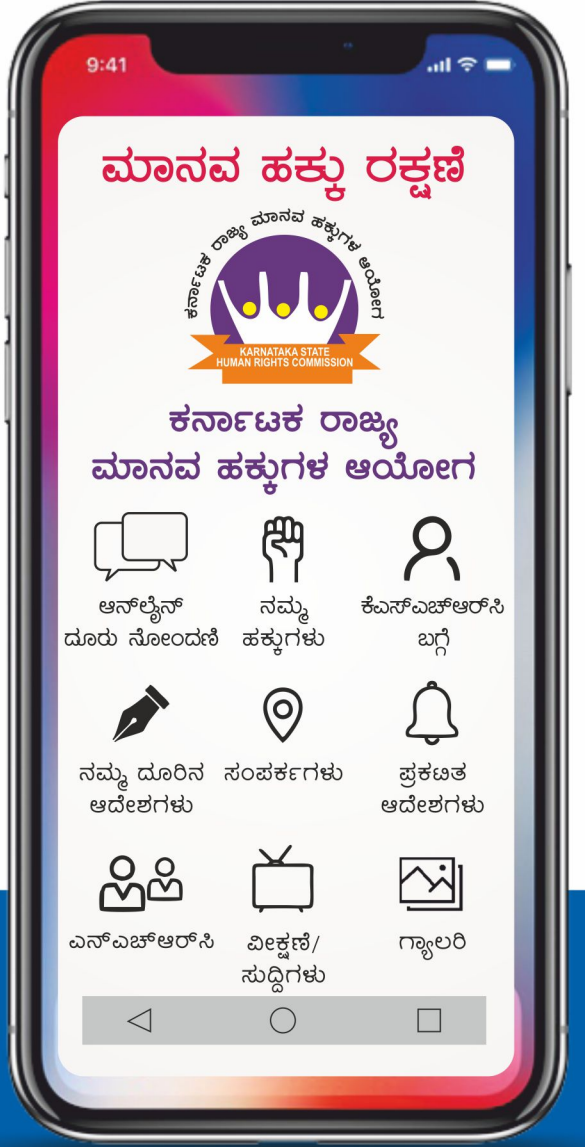 9:41
ಮಾನವ ಹಕ್ಕು ರಕ್ಷಣೆ
ಕರ್ನಾಟಕ ರಾಜ್ಯ ಮಾನವ ಹಕ್ಕುಗಳ ಆಯೋಗ
KARNATAKA STATE
HUMAN RIGHTS COMMISSION
ಕರ್ನಾಟಕ ರಾಜ್ಯ
ಮಾನವ ಹಕ್ಕುಗಳ ಆಯೋಗ
ಆನ್‌ಲೈನ್
ದೂರು ನೋಂದಣಿ
ನಮ್ಮ
ಹಕ್ಕುಗಳು
ಕೆಎಸ್ಎಚ್ಆರ್‌ಸಿ
ಬಗ್ಗೆ
ನಮ್ಮ ದೂರಿನ
ಆದೇಶಗಳು
ಸಂಪರ್ಕಗಳು
ಪ್ರಕಟಿತ
ಆದೇಶಗಳು
ಎನ್ಎಚ್ಆರ್‌ಸಿ
ವೀಕ್ಷಣೆ/
ಸುದ್ದಿಗಳು
ಗ್ಯಾಲರಿ